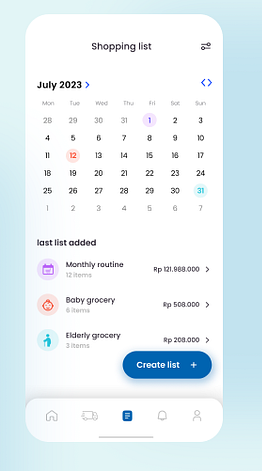 Shopping list
July 2023
Mon Tue Wed Thu Fri Sat Sun
28 29 30 31 1 2 3
4 5 6 7 8 9 10
11 12 13 14 15 16 17
18 19 20 21 22 23 24
25 26 27 28 29 30 31
1 2 3 4 5 6 7
last list added
Monthly routine
12 items
Rp 121.988.000
Baby grocery
6 items
Rp 508.000
Elderly grocery
3 items
Rp 208.000
Create list +